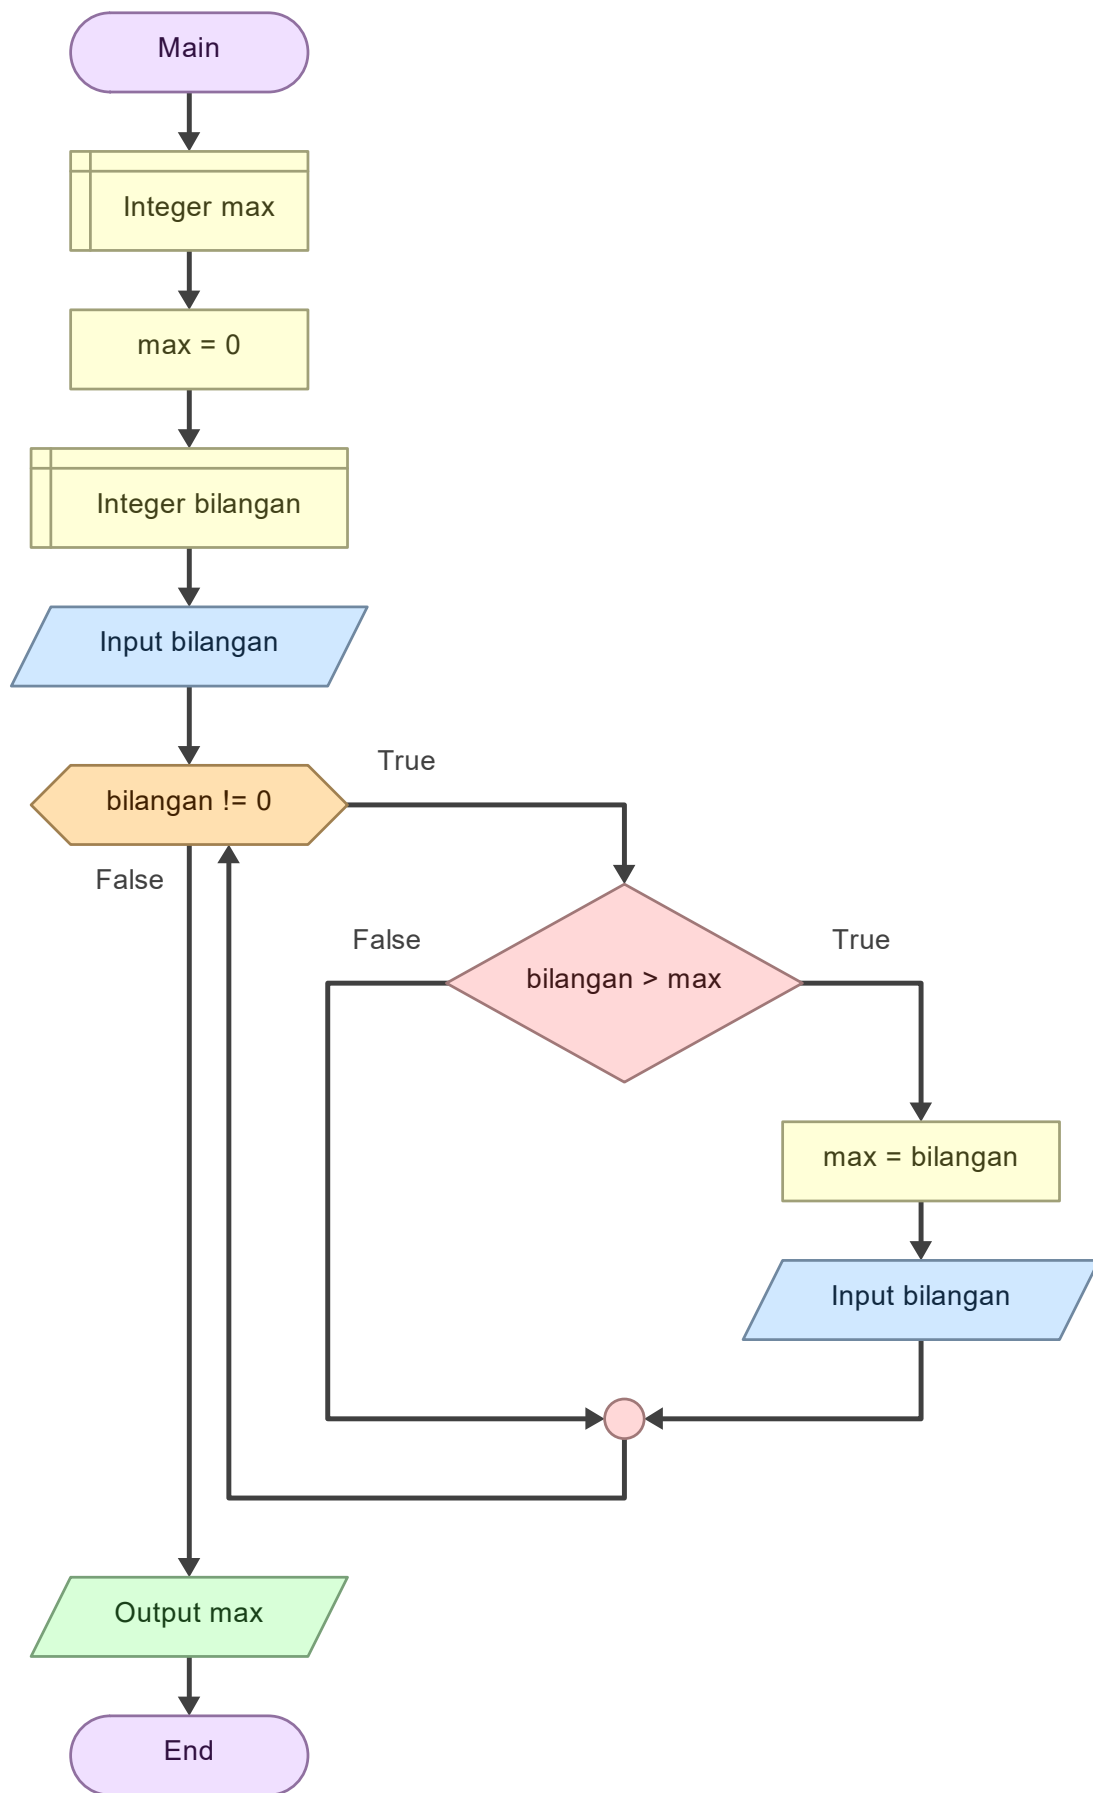 Main
Integer max
max = 0
Integer bilangan
Input bilangan
bilangan != 0
True
False
bilangan > max
False
True
max = bilangan
Input bilangan
Output max
End